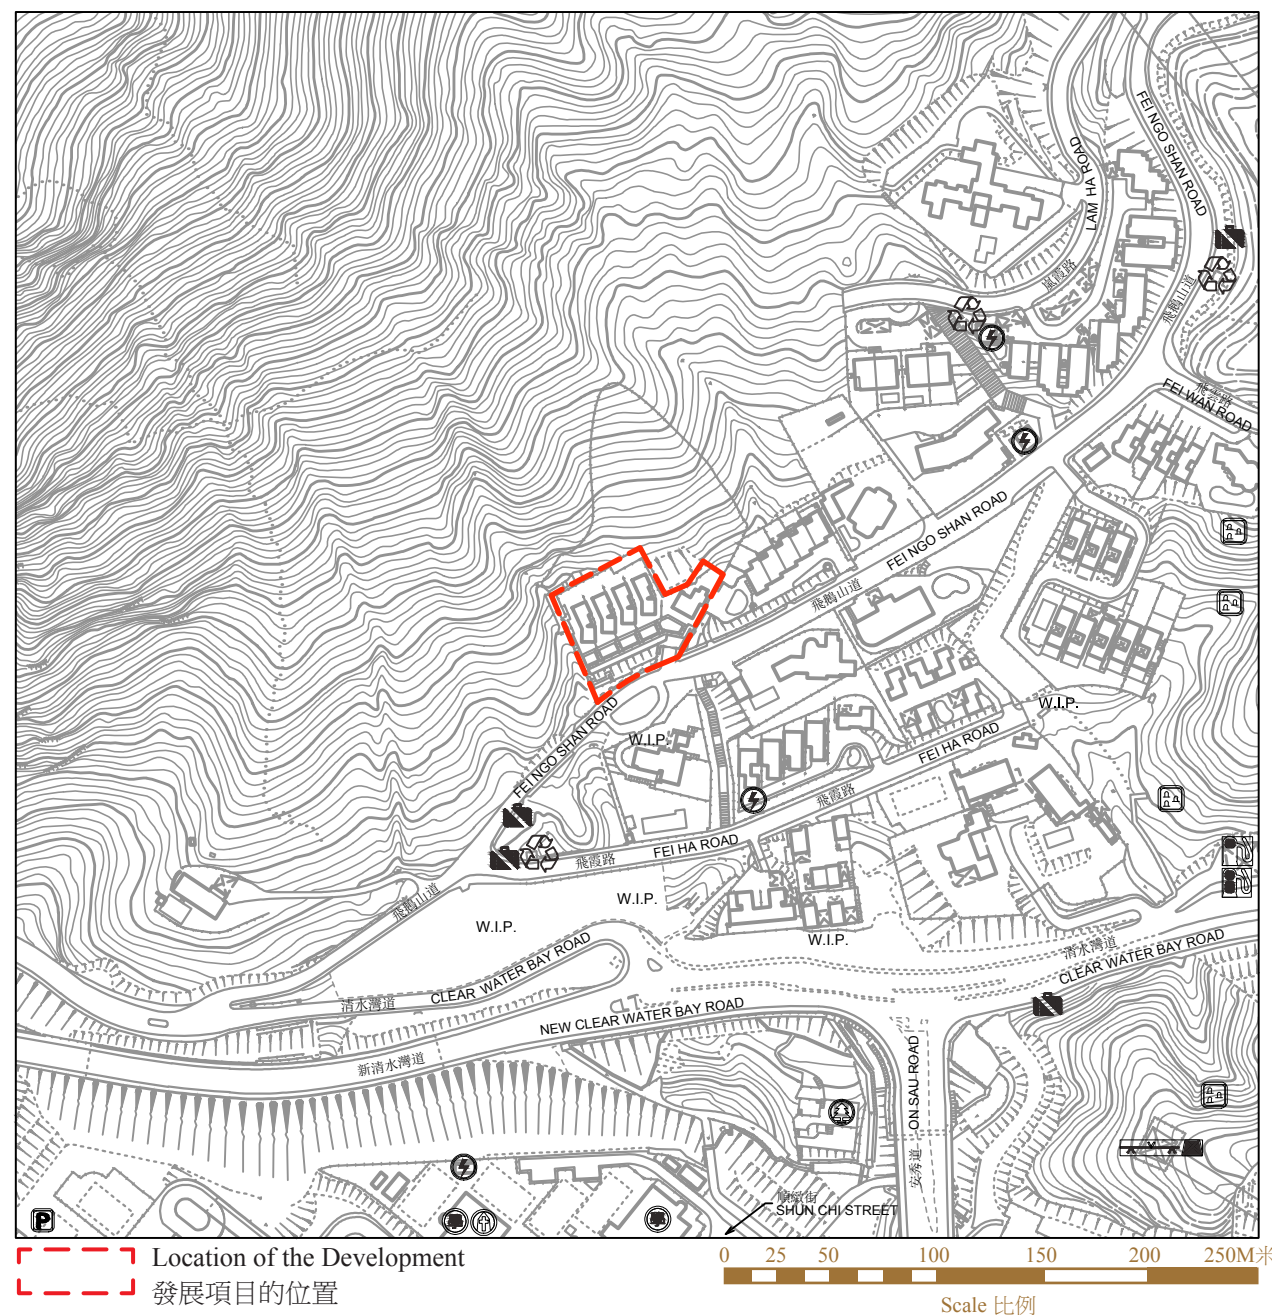 FEI NGO SHAN ROAD
LAM HA ROAD
嵐霞路
飛鵝山道
飛雲路
FEI WAN ROAD
FEI NGO SHAN ROAD
飛鵝山道
W.I.P.
FEI NGO SHAN ROAD
W.I.P.
FEI HA ROAD
飛霞路
FEI HA ROAD
飛霞路
飛鵝山道
W.I.P.
W.I.P.
W.I.P.
清水灣道
CLEAR WATER BAY ROAD
清水灣道
CLEAR WATER BAY ROAD
NEW CLEAR WATER BAY ROAD
新清水灣道
ON SAU ROAD
安秀道
順緻街
SHUN CHI STREET
P
Location of the Development
發展項目的位置
0 25 50 100 150 200 250M米
Scale 比例